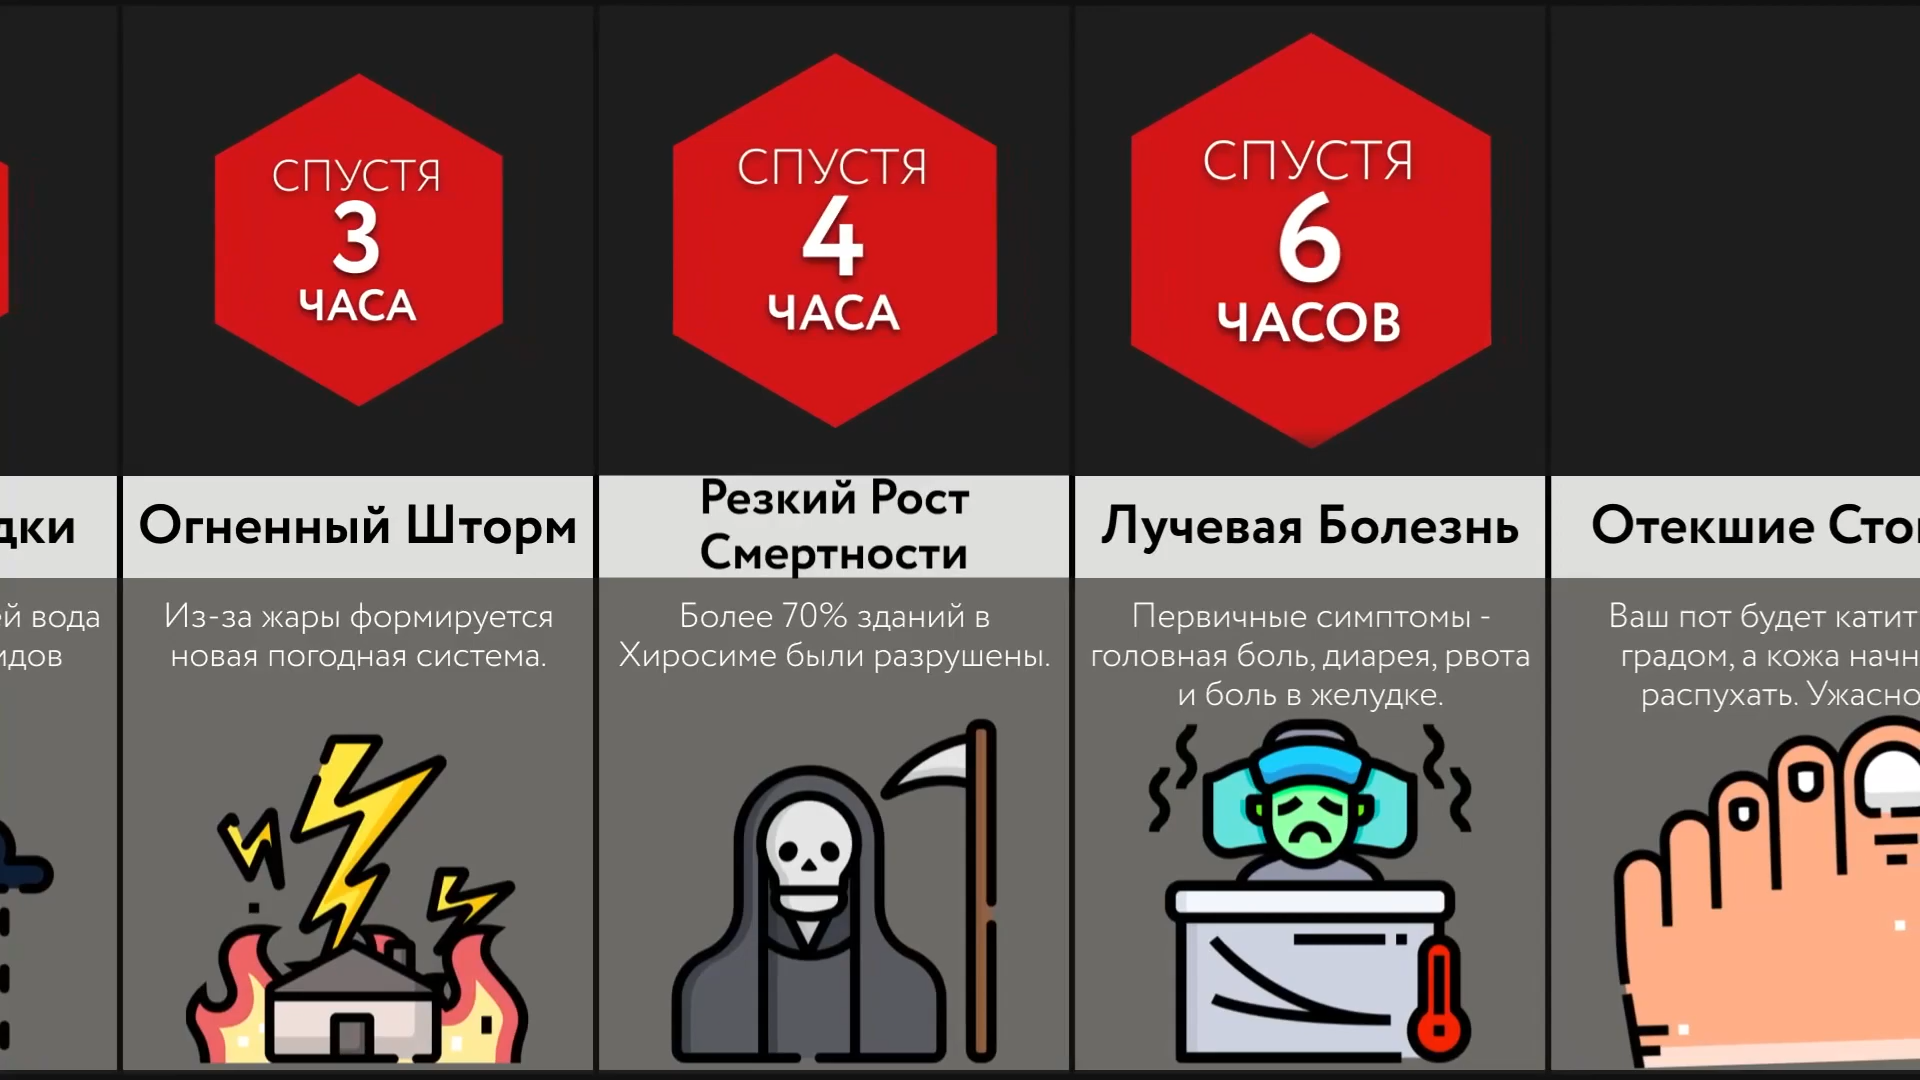 дки
ей вода
идов
СПУСТЯ
3
ЧАСА
Огненный Шторм
Из-за жары формируется
новая погодная система.
СПУСТЯ
4
ЧАСА
Резкий Рост
Смертности
Более 70% зданий в
Хиросиме были разрушены.
СПУСТЯ
6
ЧАСОВ
Лучевая Болезнь
Первичные симптомы -
головная боль, диарея, рвота
и боль в желудке.
Отекшие Сто
Ваш пот будет катит
градом, а кожа начн
распухать. Ужасно